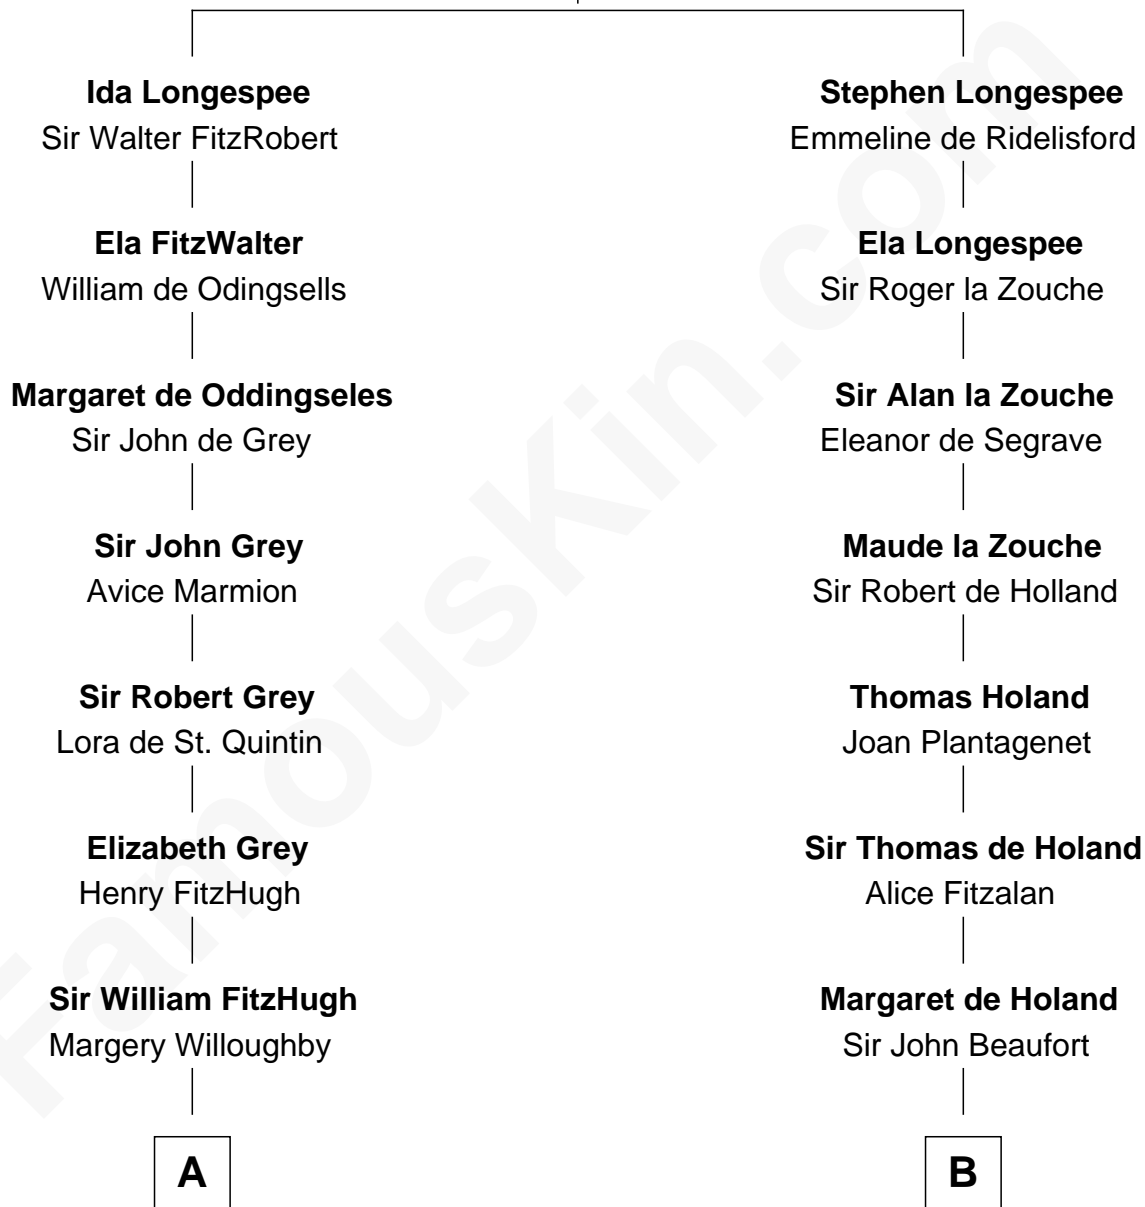 Ida Longespee
Sir Walter FitzRobert
Stephen Longespee
Emmeline de Ridelisford
Ela FitzWalter
William de Odingsells
Ela Longespee
Sir Roger la Zouche
Margaret de Oddingseles
Sir John de Grey
Sir Alan la Zouche
Eleanor de Segrave
Sir John Grey
Avice Marmion
Maude la Zouche
Sir Robert de Holland
Sir Robert Grey
Lora de St. Quintin
Thomas Holand
Joan Plantagenet
Elizabeth Grey
Henry FitzHugh
Sir Thomas de Holand
Alice Fitzalan
Sir William FitzHugh
Margery Willoughby
Margaret de Holand
Sir John Beaufort
A
B
FamousKin.com